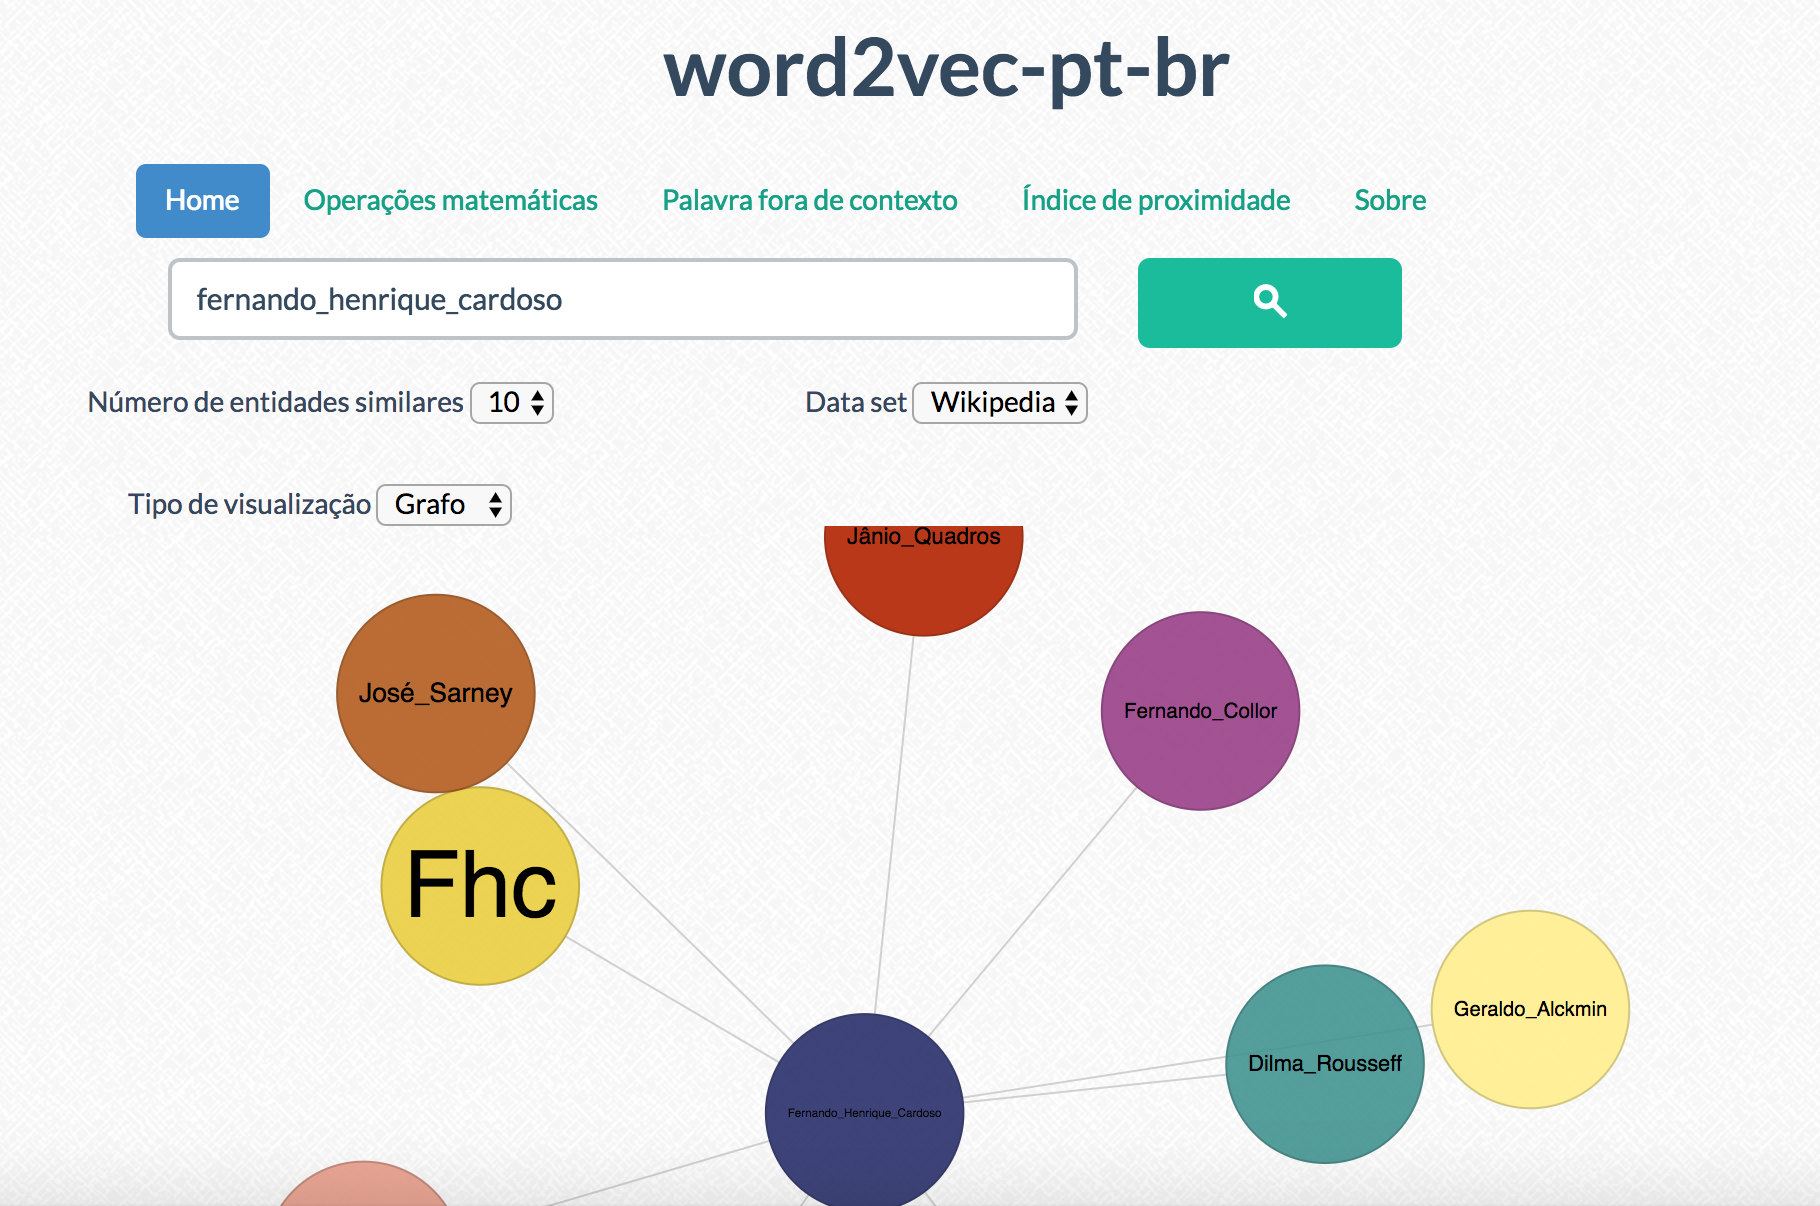 word2vec-pt-br
Home
Operações matemáticas
Palavra fora de contexto
Índice de proximidade
Sobre
fernando_henrique_cardoso
Número de entidades similares 10
Data set Wikipedia
Tipo de visualização Grafo
Jânio_Quadros
José_Sarney
Fernando_Collor
Fhc
Geraldo_Alckmin
Dilma_Rousseff
Fernando_Henrique_Cardoso